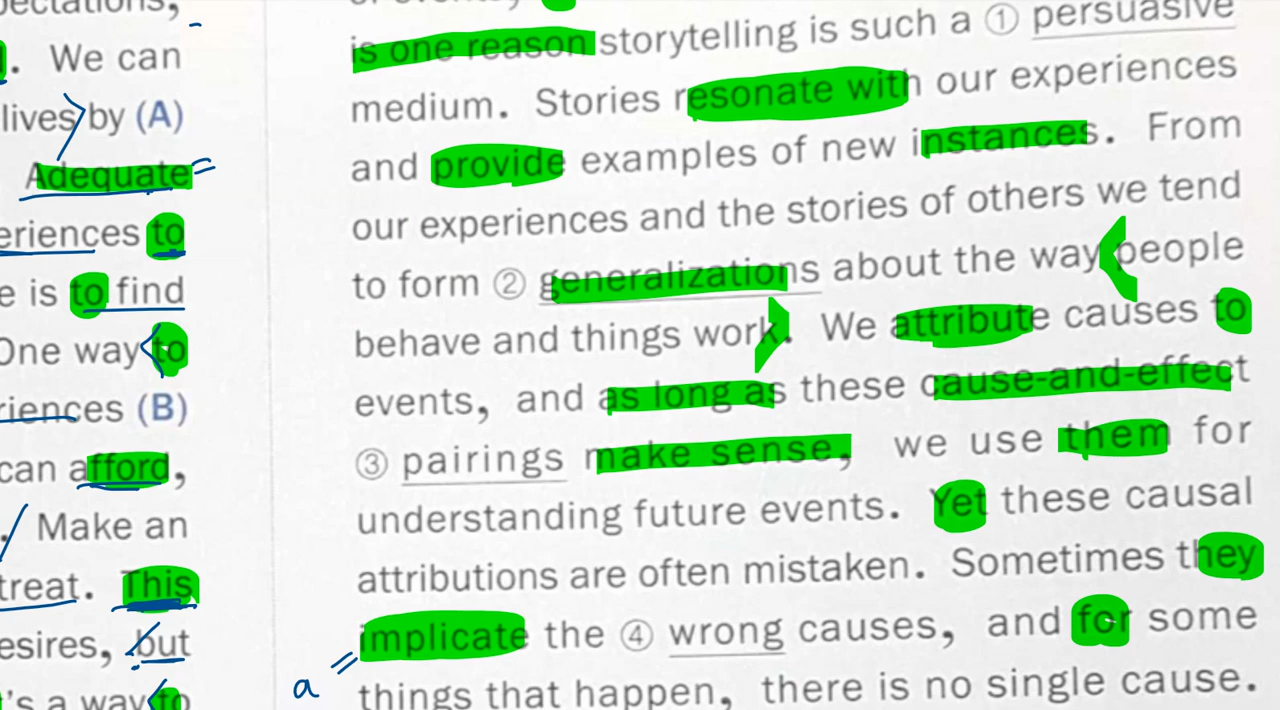 pectations,
. We can
lives by (A)
Adequate
eriences to
e is to find
One way to
riences (B)
can afford,
. Make an
treat. This
esires, but
's a way to
is one reason storytelling is such a ① persuasive
medium. Stories resonate with our experiences
and provide examples of new instances. From
our experiences and the stories of others we tend
to form ② generalizations about the way people
behave and things work. We attribute causes to
events, and as long as these cause-and-effect
③ pairings make sense, we use them for
understanding future events. Yet these causal
attributions are often mistaken. Sometimes they
implicate the ④ wrong causes, and for some
a
things that happen, there is no single cause.